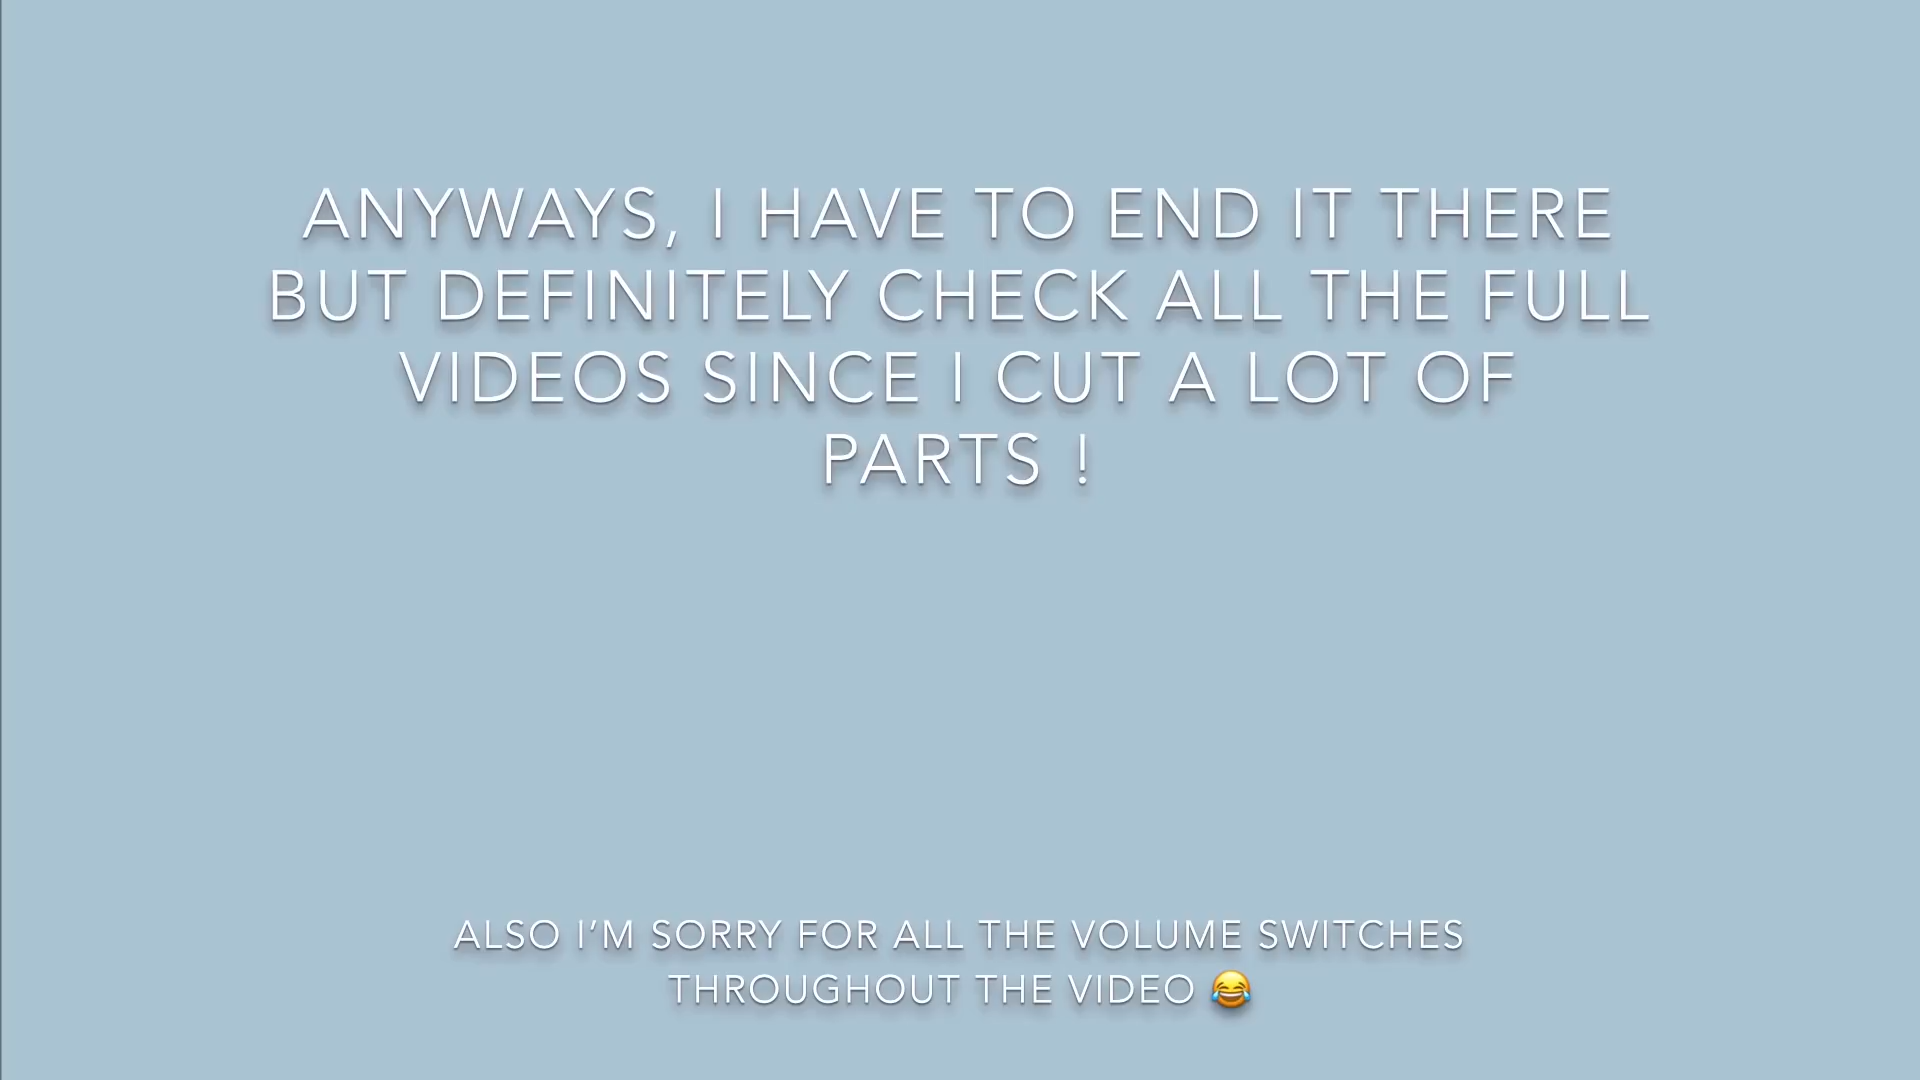 ANYWAYS, I HAVE TO END IT THERE
BUT DEFINITELY CHECK ALL THE FULL
VIDEOS SINCE I CUT A LOT OF
PARTS !
ALSO I’M SORRY FOR ALL THE VOLUME SWITCHES
THROUGHOUT THE VIDEO 😂